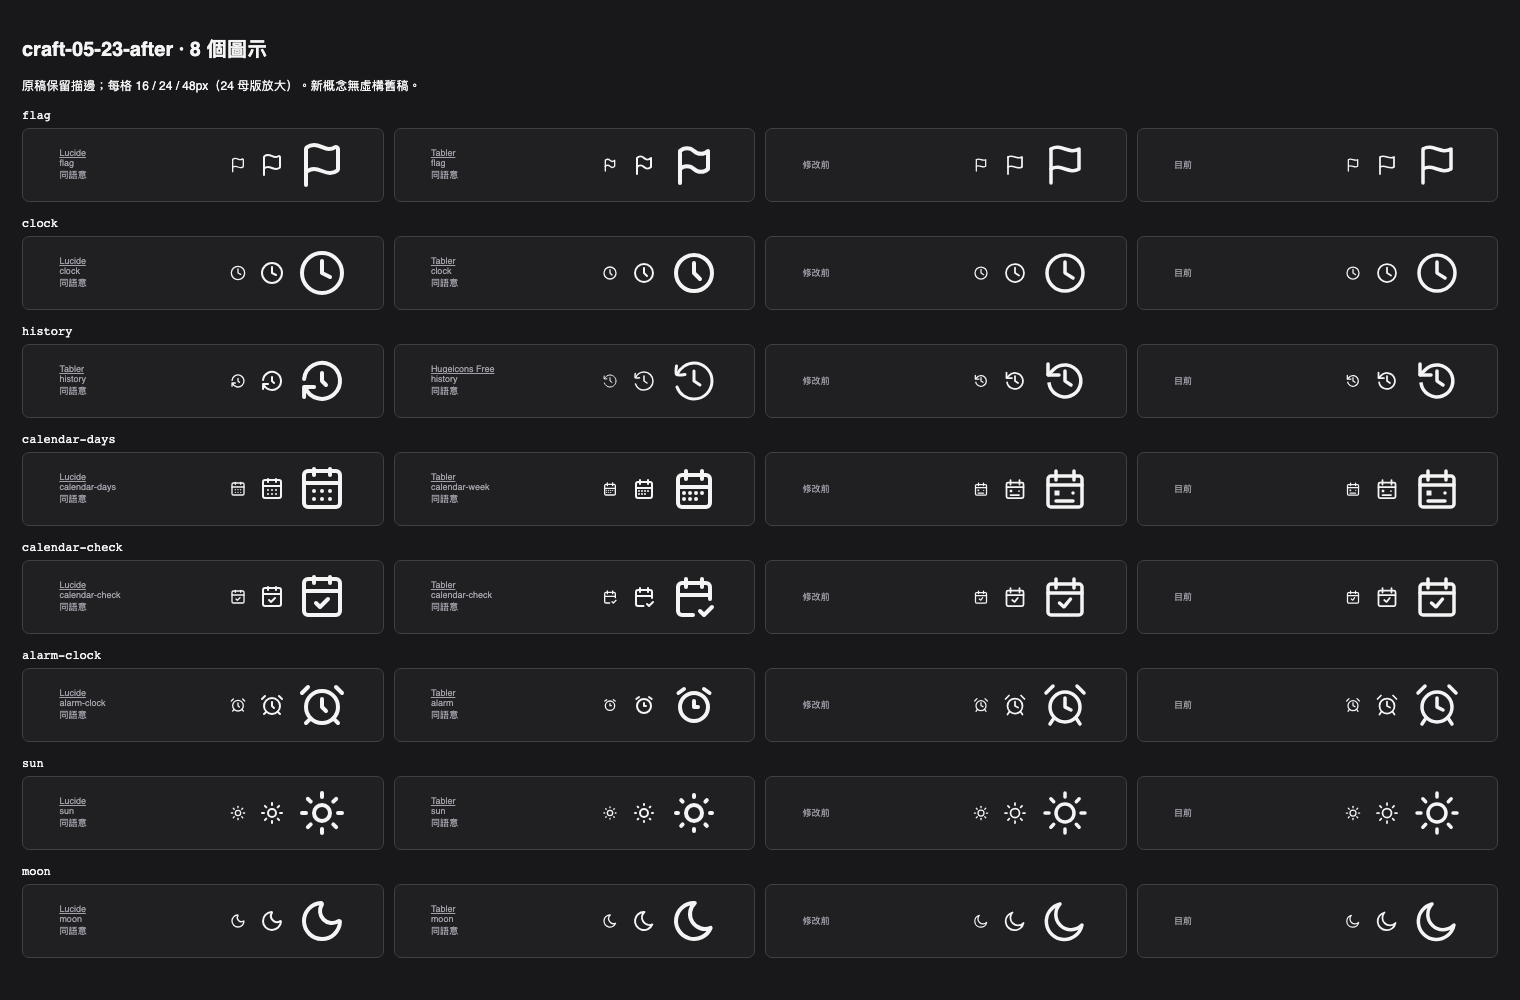 craft-05-23-after · 8 個圖示
原稿保留描邊；每格 16 / 24 / 48px（24 母版放大）。新概念無虛構舊稿。
flag
Lucide
flag
同語意
Tabler
flag
同語意
修改前
目前
clock
Lucide
clock
同語意
Tabler
clock
同語意
修改前
目前
history
Tabler
history
同語意
Hugeicons Free
history
同語意
修改前
目前
calendar-days
Lucide
calendar-days
同語意
Tabler
calendar-week
同語意
修改前
目前
calendar-check
Lucide
calendar-check
同語意
Tabler
calendar-check
同語意
修改前
目前
alarm-clock
Lucide
alarm-clock
同語意
Tabler
alarm
同語意
修改前
目前
sun
Lucide
sun
同語意
Tabler
sun
同語意
修改前
目前
moon
Lucide
moon
同語意
Tabler
moon
同語意
修改前
目前